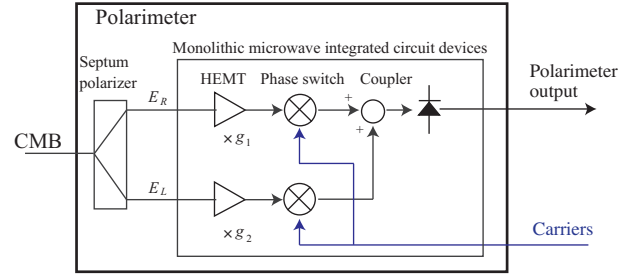 Polarimeter
Monolithic microwave integrated circuit devices
Septum
polarizer
HEMT
Phase switch
Coupler
Polarimeter
output
E_R
+
+
× g_1
CMB
E_L
× g_2
Carriers